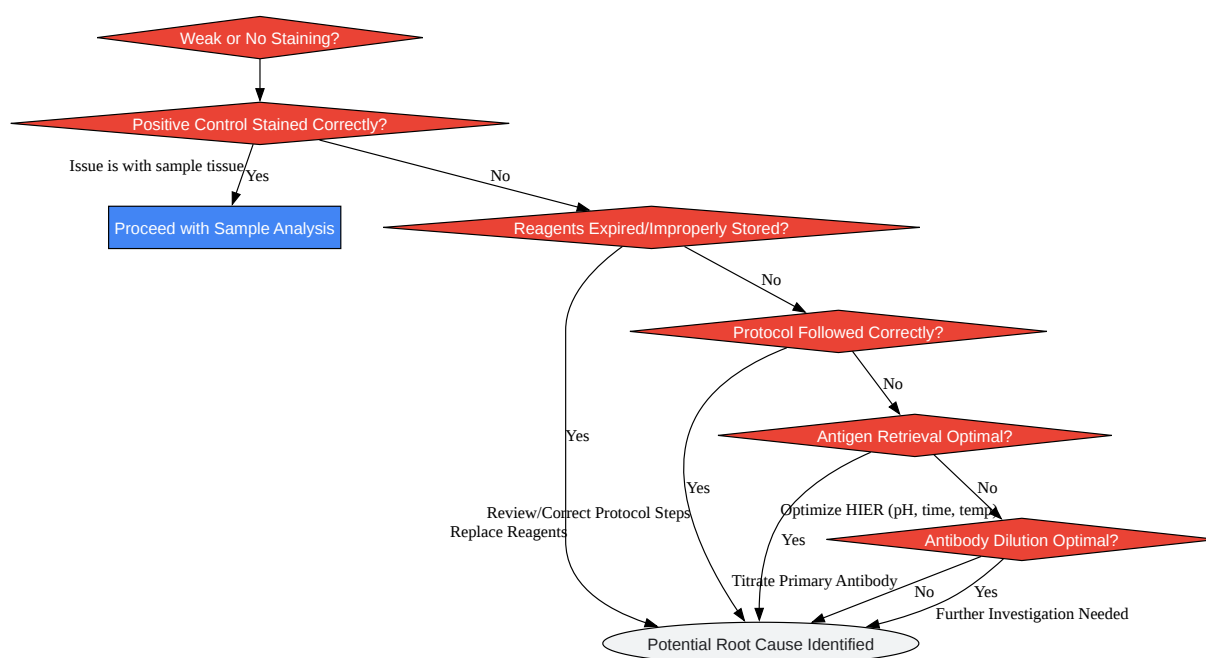 Weak or No Staining?
Positive Control Stained Correctly?
Issue is with sample tissue
Yes
No
Proceed with Sample Analysis
Reagents Expired/Improperly Stored?
No
Protocol Followed Correctly?
No
Antigen Retrieval Optimal?
Yes
Yes
No
Review/Correct Protocol Steps
Optimize HIER (pH, time, temp)
Replace Reagents
Yes
Antibody Dilution Optimal?
Titrate Primary Antibody
No
Yes
Further Investigation Needed
Potential Root Cause Identified